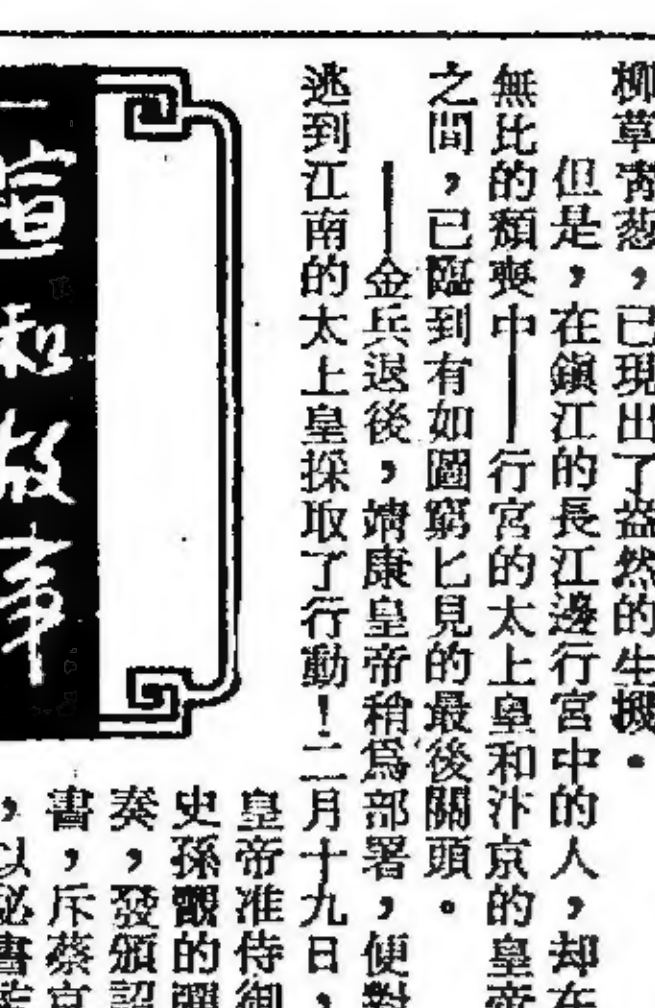 柳草青葱，已現出了盎然的生機。
但是，在鎭江的長江邊行宮中的人，却在
無比的頹喪中——行宮的太上皇和汴京的皇帝
之間，已臨到有如圖窮匕見的最後關頭。
——金兵退後，靖康皇帝稍爲部署，便對
逃到江南的太上皇採取了行動！二月十九日，
皇帝准侍御
史孫覿的彈
奏，發頒詔
書，斥蔡京
，以秘書監
宣和故事